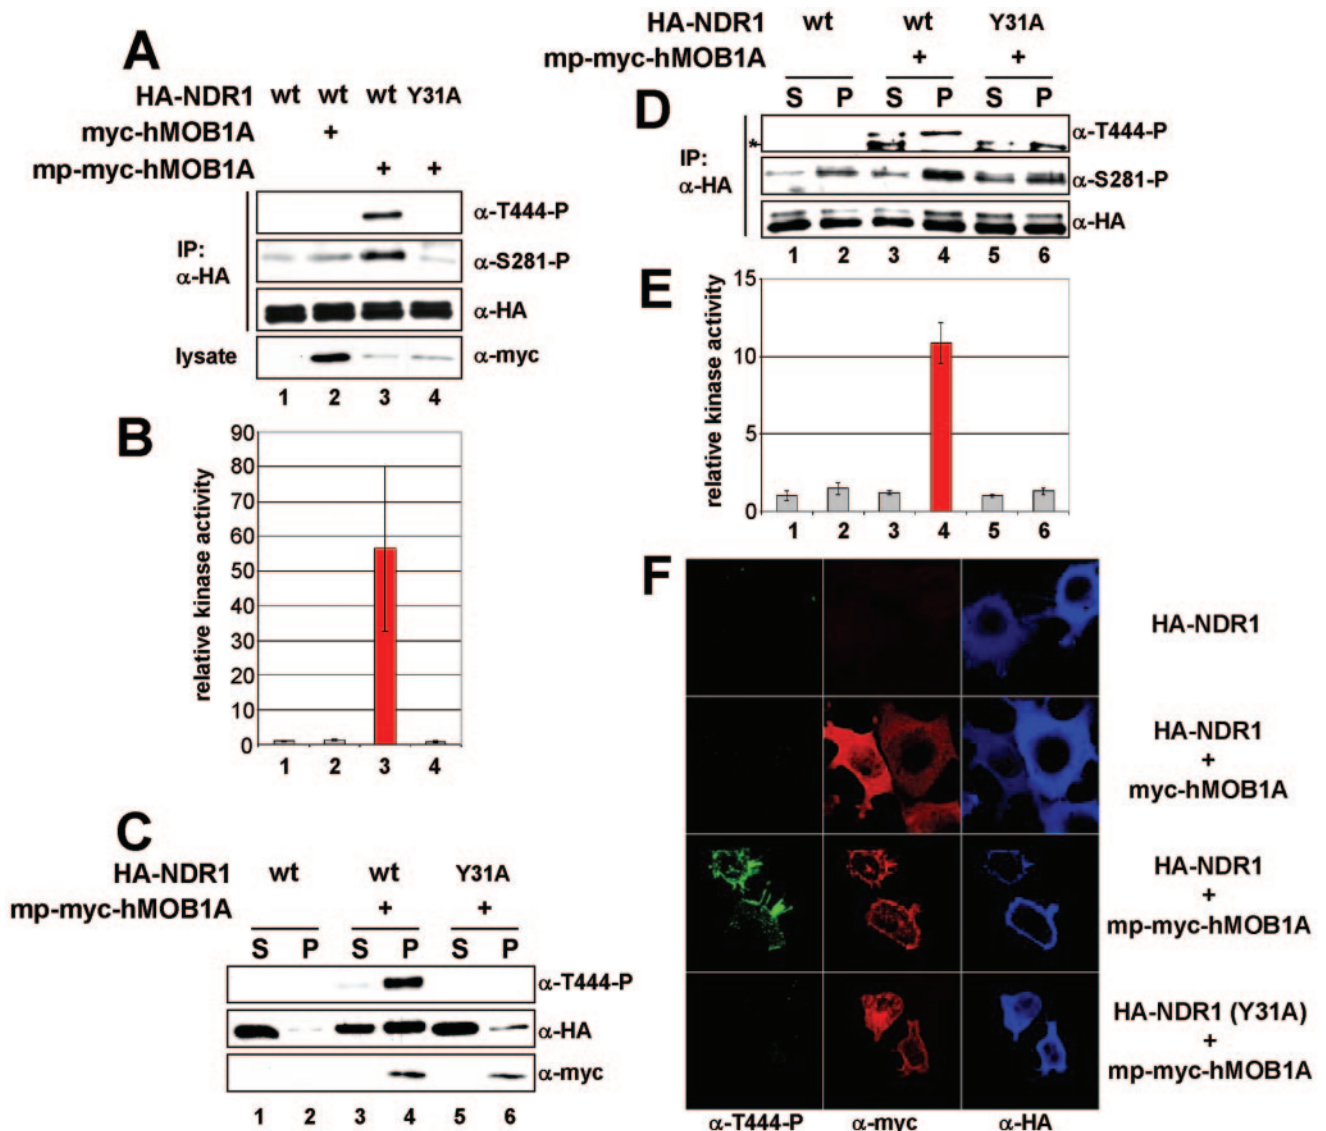 A
HA-NDR1 wt wt wt Y31A
myc-hMOB1A +
mp-myc-hMOB1A + +
IP:
α-HA
α-T444-P
α-S281-P
α-HA
lysate
α-myc
1 2 3 4
B
relative kinase activity
90
80
70
60
50
40
30
20
10
0
1 2 3 4
C
HA-NDR1 wt wt Y31A
mp-myc-hMOB1A + +
S P S P S P
α-T444-P
α-HA
α-myc
1 2 3 4 5 6
HA-NDR1 wt wt Y31A
mp-myc-hMOB1A + +
S P S P S P
D
IP:
α-HA
*
α-T444-P
α-S281-P
α-HA
1 2 3 4 5 6
E
relative kinase activity
15
10
5
0
1 2 3 4 5 6
F
HA-NDR1
HA-NDR1
+
myc-hMOB1A
HA-NDR1
+
mp-myc-hMOB1A
HA-NDR1 (Y31A)
+
mp-myc-hMOB1A
α-T444-P α-myc α-HA